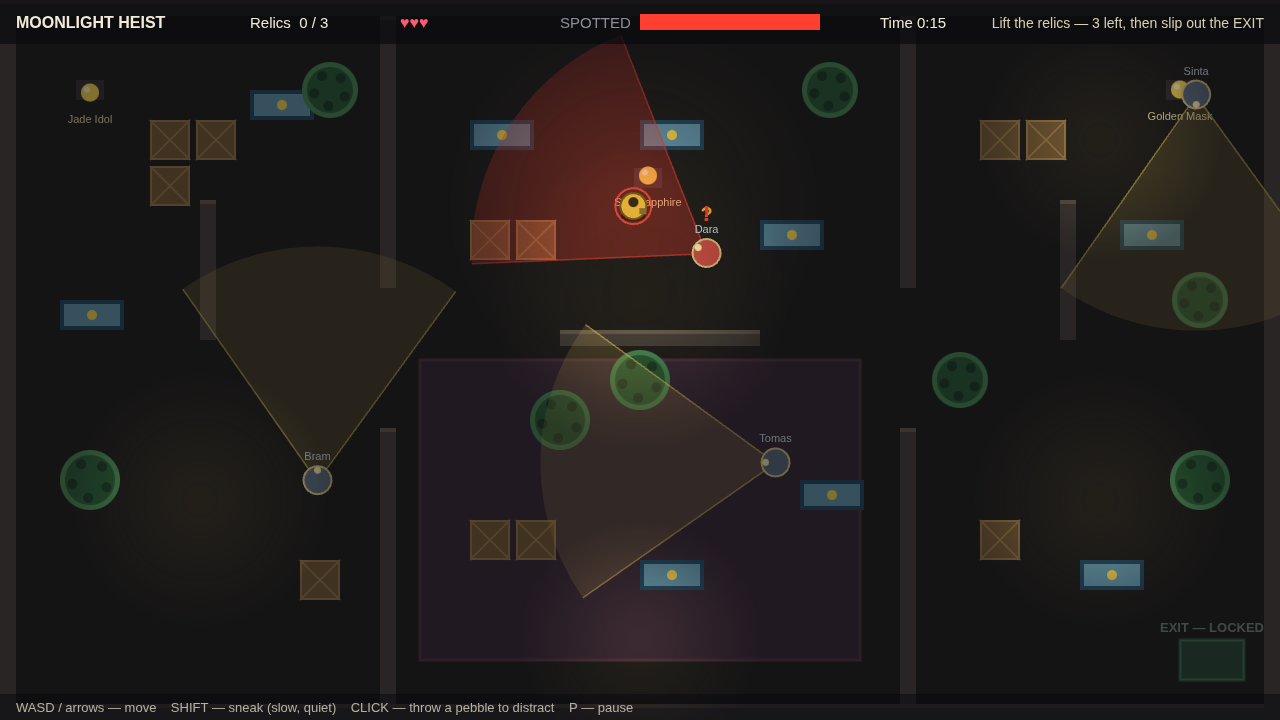 MOONLIGHT HEIST
Relics 0 / 3
♥♥♥
SPOTTED
Time 0:15
Lift the relics — 3 left, then slip out the EXIT
Sinta
Jade Idol
Golden Mask
?
Dara
Tomas
Bram
EXIT — LOCKED
WASD / arrows — move SHIFT — sneak (slow, quiet) CLICK — throw a pebble to distract P — pause